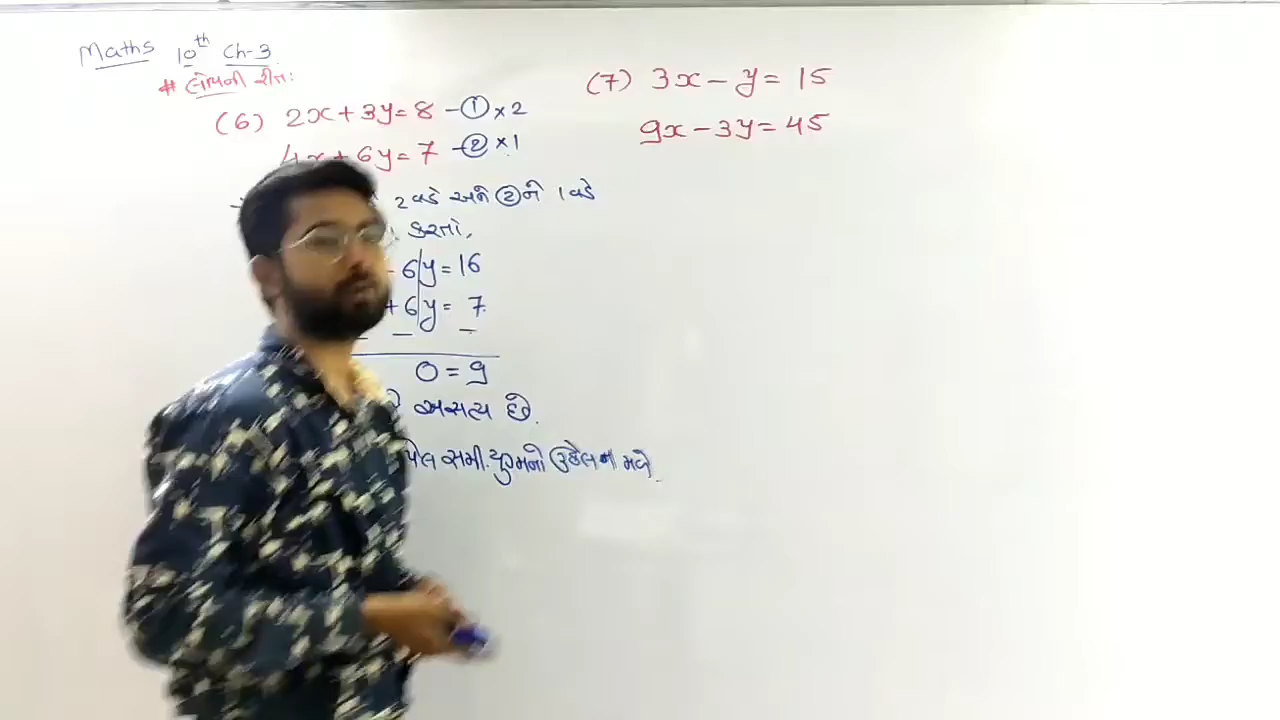 Maths 10th Ch-3
# લોપની રીત:
(6) 2x + 3y = 8 – ① × 2
4x + 6y = 7 – ② × 1
2 વડે અને ② ને 1 વડે
કરતાં,
6y = 16
+ 6y = 7
0 = 9
અસત્ય છે.
સમી. યુગ્મનો ઉકેલ ન મળે.
(7) 3x – y = 15
9x – 3y = 45